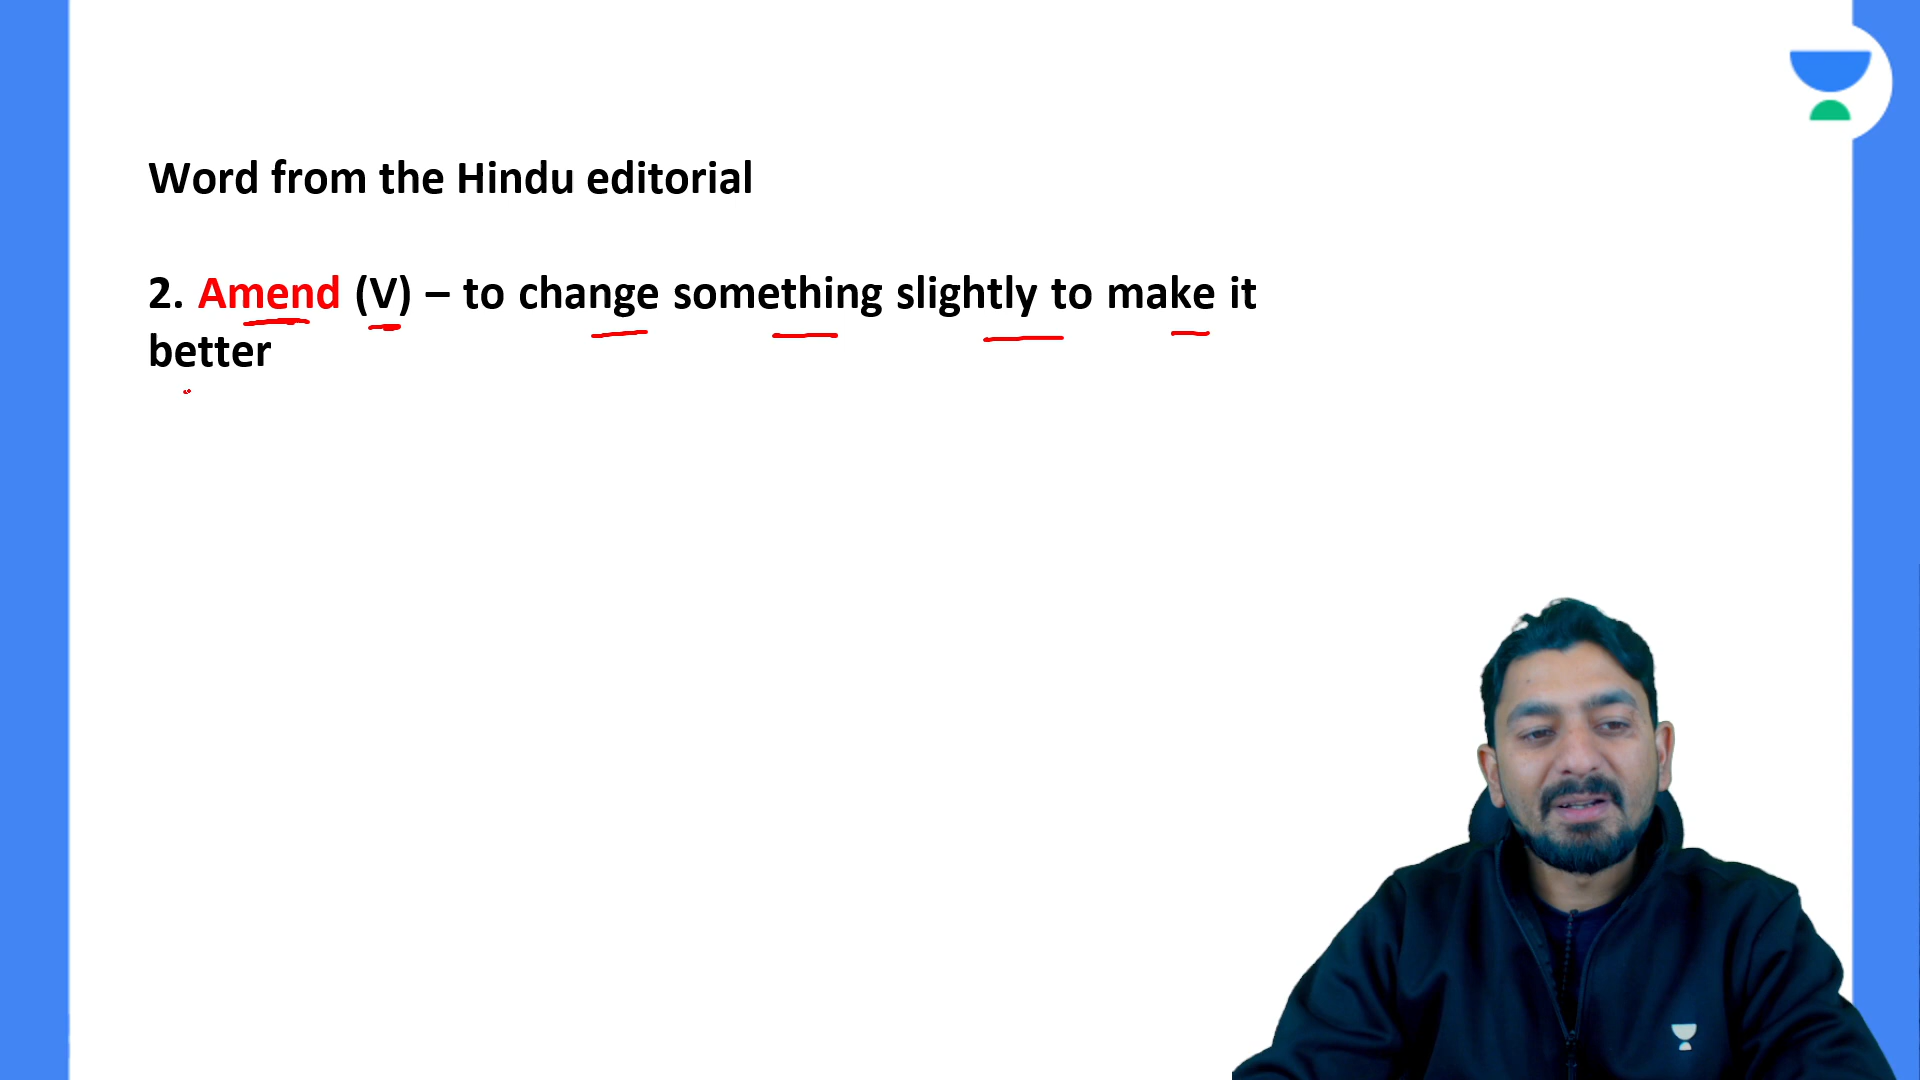 Word from the Hindu editorial
2. Amend (V) – to change something slightly to make it
better